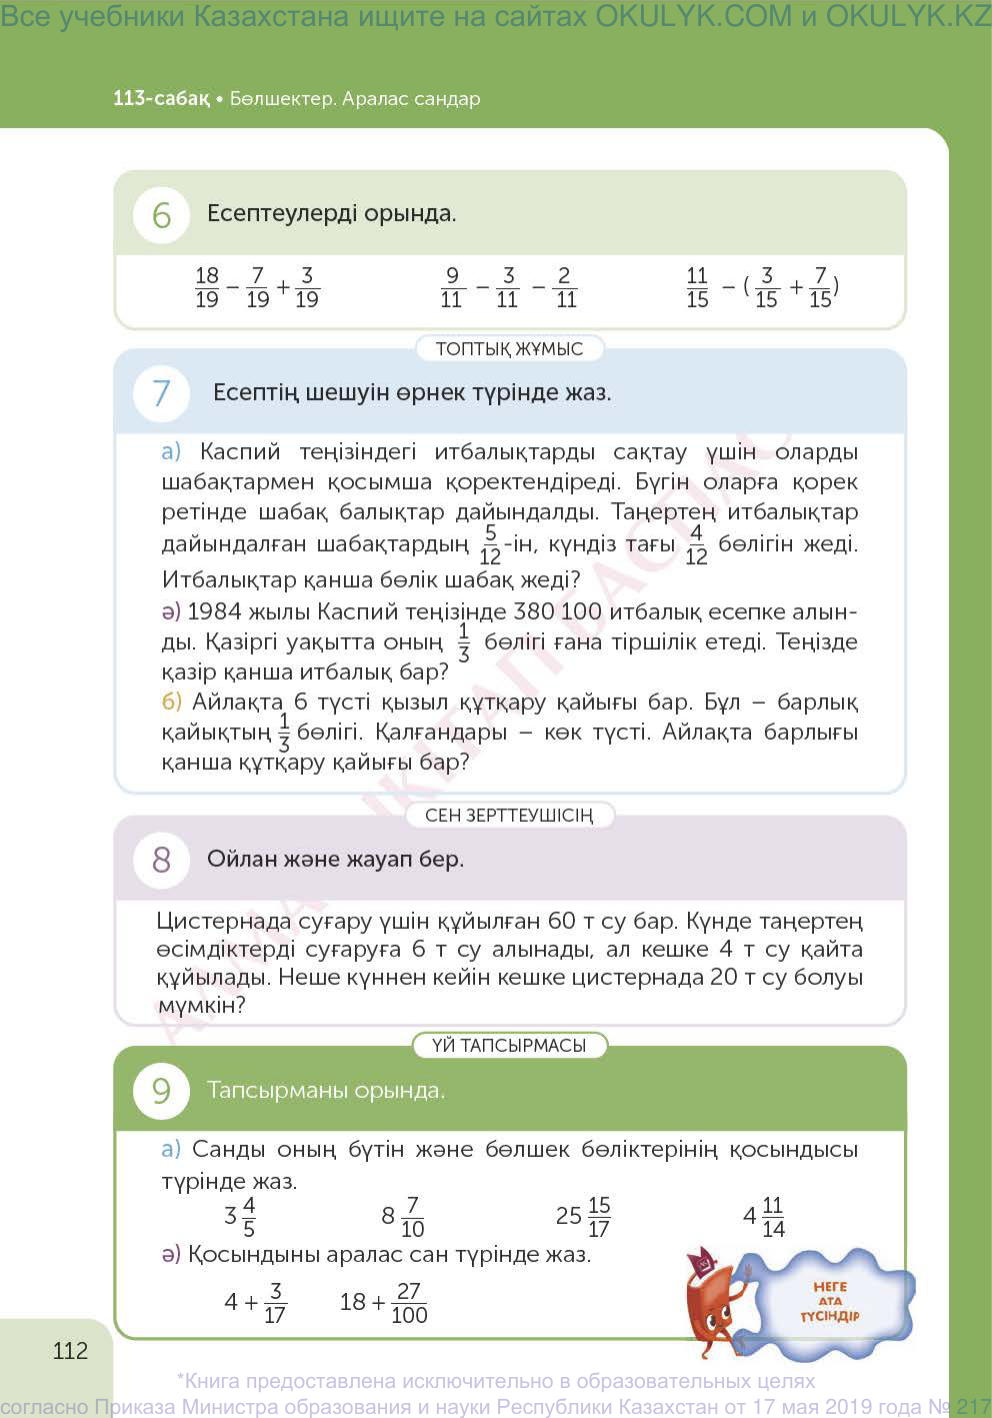 Все учебники Казахстана ищите на сайтах OKULYK.COM и OKULYK.KZ
113-сабақ • Бөлшектер. Аралас сандар
6 Есептеулерді орында.
18/19 − 7/19 + 3/19    9/11 − 3/11 − 2/11    11/15 − (3/15 + 7/15)
ТОПТЫҚ ЖҰМЫС
7 Есептің шешуін өрнек түрінде жаз.
а) Каспий теңізіндегі итбалықтарды сақтау үшін оларды
шабақтармен қосымша қоректендіреді. Бүгін оларға қорек
ретінде шабақ балықтар дайындалды. Таңертең итбалықтар
дайындалған шабақтардың 5/12-ін, күндіз тағы 4/12 бөлігін жеді.
Итбалықтар қанша бөлік шабақ жеді?
ә) 1984 жылы Каспий теңізінде 380 100 итбалық есепке алын-
ды. Қазіргі уақытта оның 1/3 бөлігі ғана тіршілік етеді. Теңізде
қазір қанша итбалық бар?
б) Айлақта 6 түсті қызыл құтқару қайығы бар. Бұл – барлық
қайықтың 1/3 бөлігі. Қалғандары – көк түсті. Айлақта барлығы
қанша құтқару қайығы бар?
СЕН ЗЕРТТЕУШІСІҢ
8 Ойлан және жауап бер.
Цистернада суғару үшін құйылған 60 т су бар. Күнде таңертең
өсімдіктерді суғаруға 6 т су алынады, ал кешке 4 т су қайта
құйылады. Неше күннен кейін кешке цистернада 20 т су болуы
мүмкін?
ҮЙ ТАПСЫРМАСЫ
9 Тапсырманы орында.
а) Санды оның бүтін және бөлшек бөліктерінің қосындысы
түрінде жаз.
3 4/5    8 7/10    25 15/17    4 11/14
ә) Қосындыны аралас сан түрінде жаз.
4 + 3/17    18 + 27/100
НЕГЕ
АТА
ТҮСІНДІР
112
*Книга предоставлена исключительно в образовательных целях
согласно Приказа Министра образования и науки Республики Казахстан от 17 мая 2019 года № 217